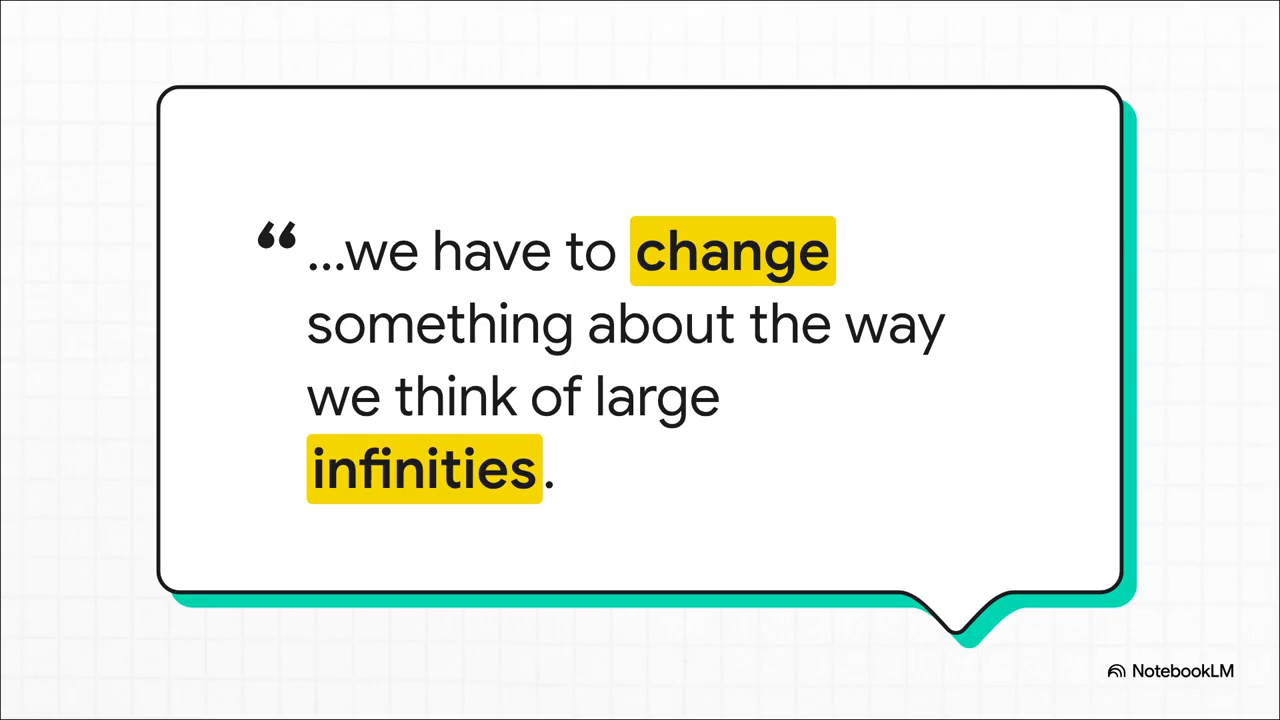 “...we have to change
something about the way
we think of large
infinities.
NotebookLM